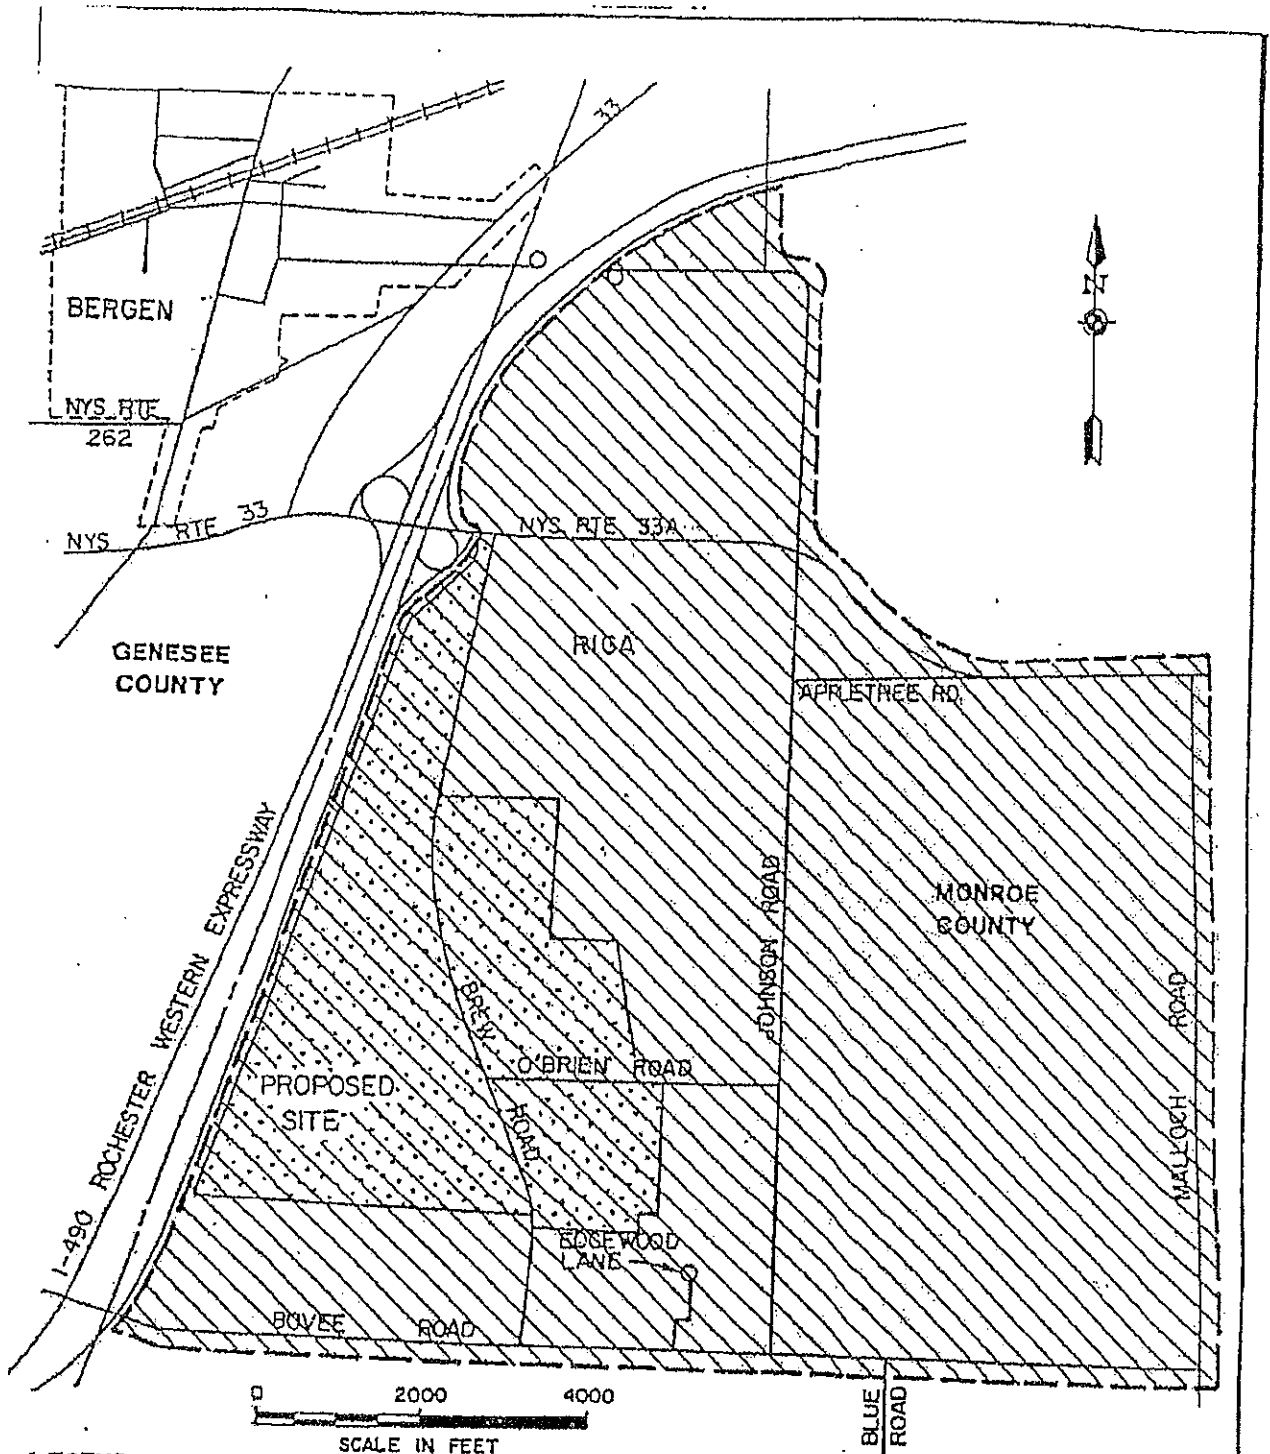 33
N
BERGEN
NYS RTE
262
NYS RTE 33
NYS RTE 33A
GENESEE
COUNTY
RIGA
APPLETREE RD.
I-490 ROCHESTER WESTERN EXPRESSWAY
JOHNSON ROAD
MONROE
COUNTY
BREW ROAD
O'BRIEN ROAD
PROPOSED
SITE
MALLOCH ROAD
EDGEWOOD
LANE
BOVEE ROAD
0 2000 4000
SCALE IN FEET
BLUE
ROAD